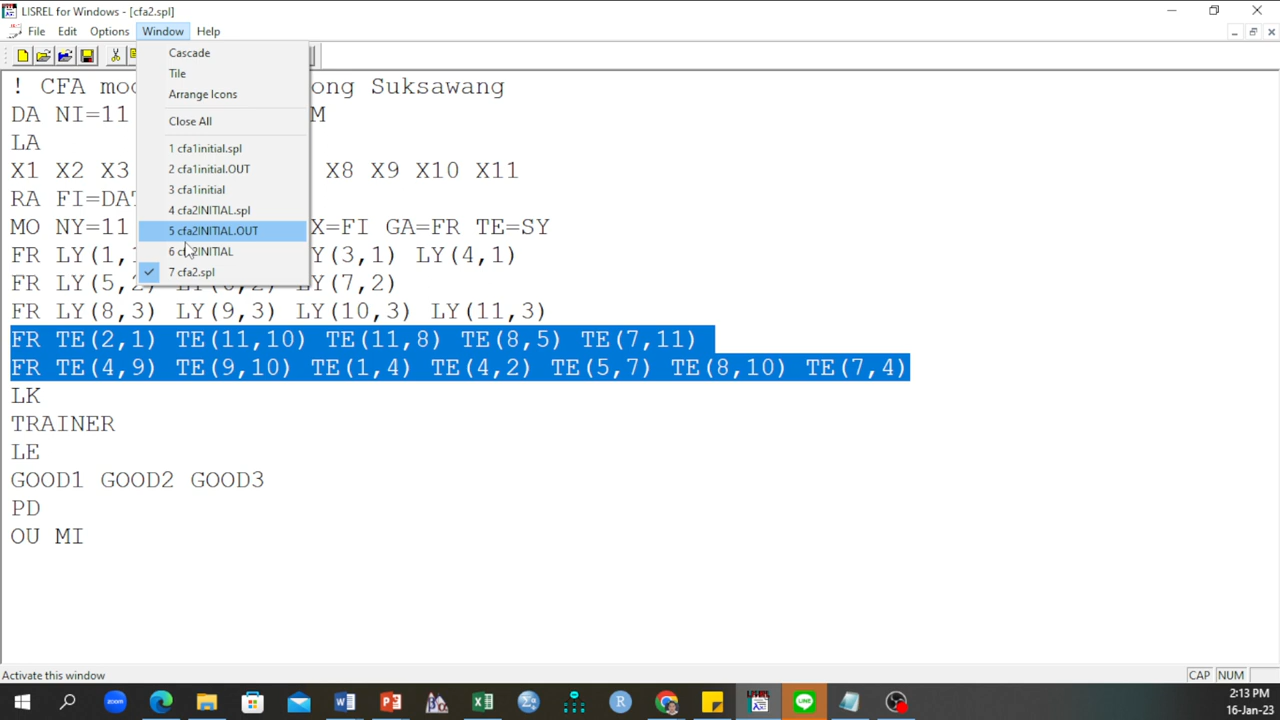 LISREL for Windows - [cfa2.spl]
File Edit Options Window Help
Cascade
Tile
Arrange Icons
Close All
1 cfa1initial.spl
2 cfa1initial.OUT
3 cfa1initial
4 cfa2INITIAL.spl
5 cfa2INITIAL.OUT
6 cfa2INITIAL
7 cfa2.spl
! CFA ong Suksawang
DA NI=11 M
LA
X1 X2 X3 X8 X9 X10 X11
RA FI=DAT
MO NY=11 X=FI GA=FR TE=SY
FR LY(1, Y(3,1) LY(4,1)
FR LY(5,2) LY(6,2) LY(7,2)
FR LY(8,3) LY(9,3) LY(10,3) LY(11,3)
FR TE(2,1) TE(11,10) TE(11,8) TE(8,5) TE(7,11)
FR TE(4,9) TE(9,10) TE(1,4) TE(4,2) TE(5,7) TE(8,10) TE(7,4)
LK
TRAINER
LE
GOOD1 GOOD2 GOOD3
PD
OU MI
Activate this window
CAP NUM
zoom
LISREL
LINE
2:13 PM
16-Jan-23